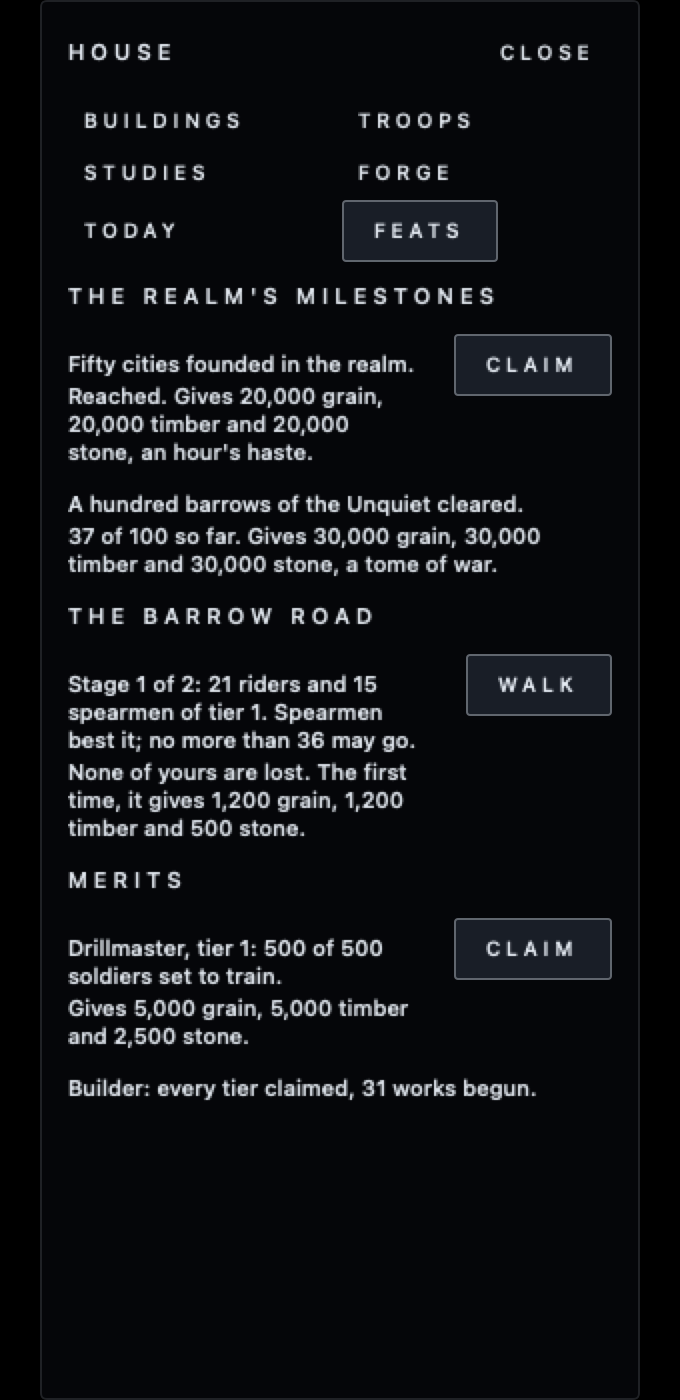 HOUSE
CLOSE
BUILDINGS
TROOPS
STUDIES
FORGE
TODAY
FEATS
THE REALM'S MILESTONES
Fifty cities founded in the realm.
CLAIM
Reached. Gives 20,000 grain,
20,000 timber and 20,000
stone, an hour's haste.
A hundred barrows of the Unquiet cleared.
37 of 100 so far. Gives 30,000 grain, 30,000
timber and 30,000 stone, a tome of war.
THE BARROW ROAD
Stage 1 of 2: 21 riders and 15
WALK
spearmen of tier 1. Spearmen
best it; no more than 36 may go.
None of yours are lost. The first
time, it gives 1,200 grain, 1,200
timber and 500 stone.
MERITS
Drillmaster, tier 1: 500 of 500
CLAIM
soldiers set to train.
Gives 5,000 grain, 5,000 timber
and 2,500 stone.
Builder: every tier claimed, 31 works begun.